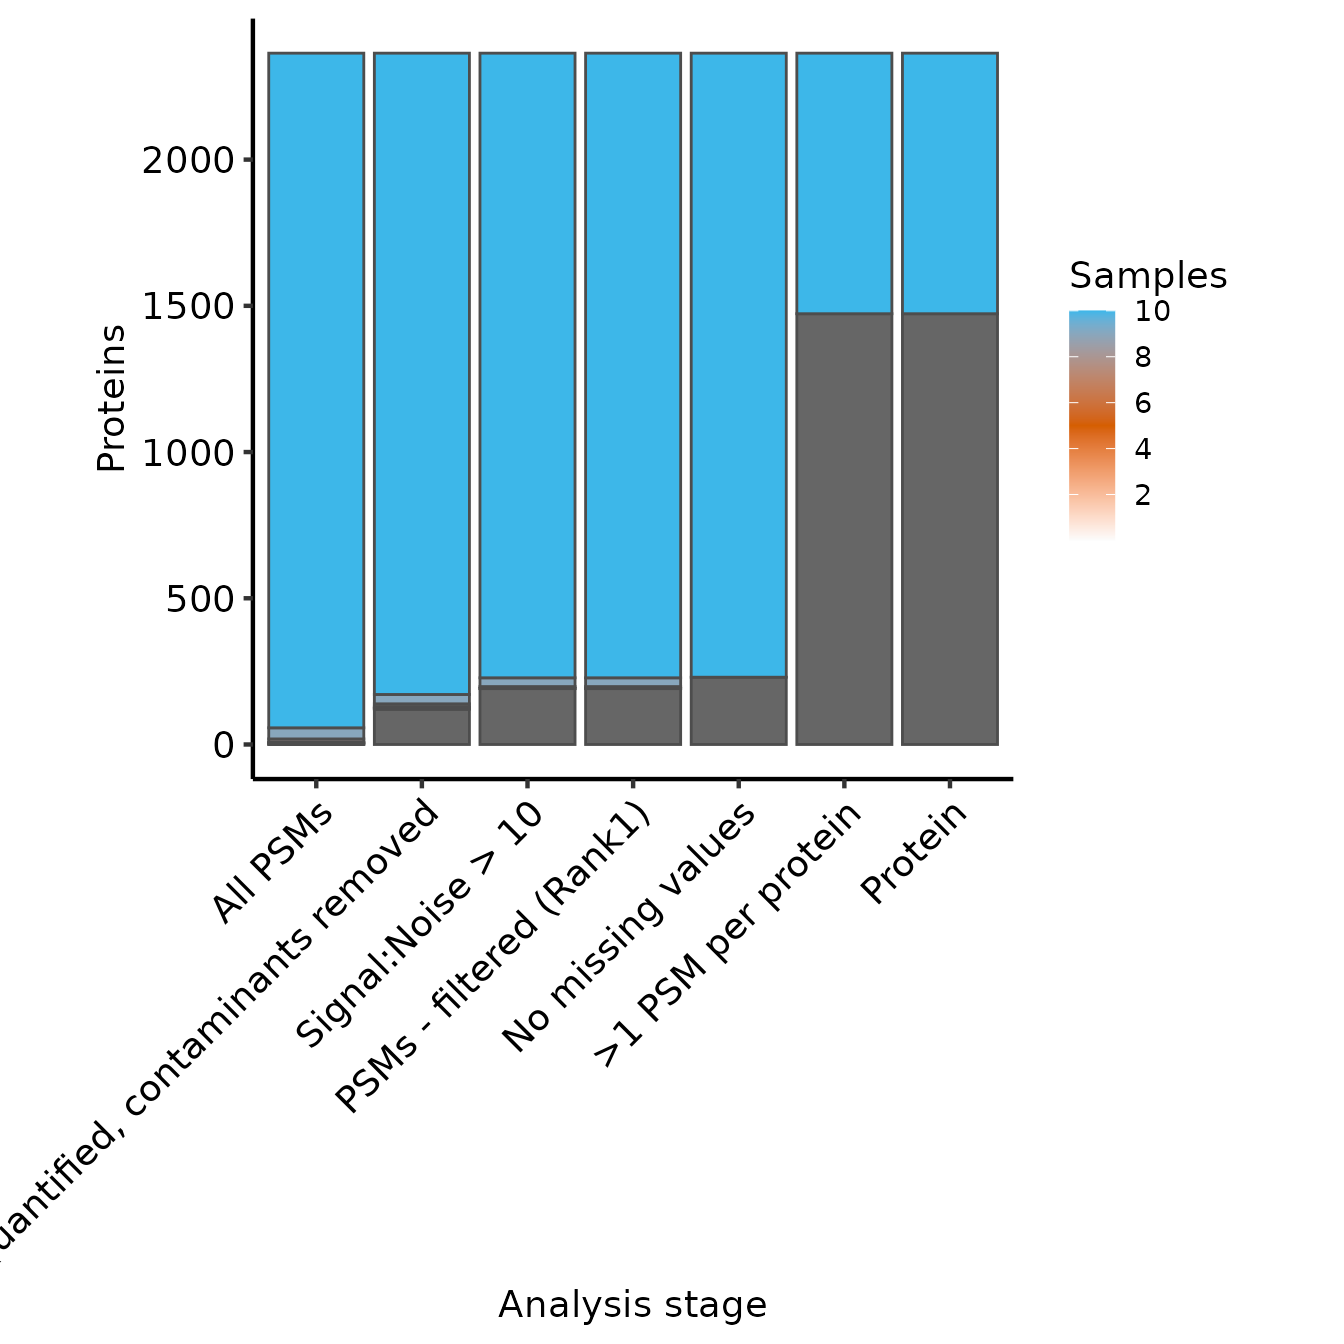 2000
1500
1000
500
0
Proteins
Samples
10
8
6
4
2
All PSMs
contaminants removed
Signal:Noise > 10
PSMs - filtered (Rank1)
No missing values
>1 PSM per protein
Protein
Analysis stage